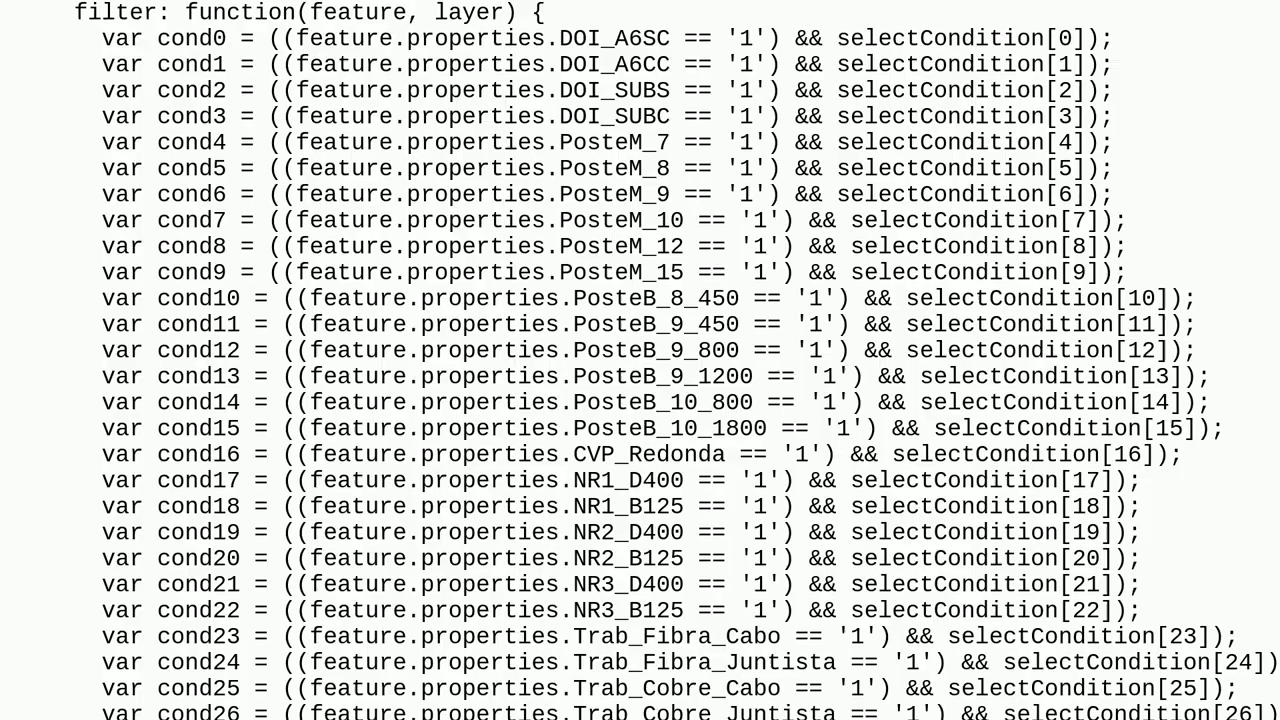 filter: function(feature, layer) {
var cond0 = ((feature.properties.DOI_A6SC == '1') && selectCondition[0]);
var cond1 = ((feature.properties.DOI_A6CC == '1') && selectCondition[1]);
var cond2 = ((feature.properties.DOI_SUBS == '1') && selectCondition[2]);
var cond3 = ((feature.properties.DOI_SUBC == '1') && selectCondition[3]);
var cond4 = ((feature.properties.PosteM_7 == '1') && selectCondition[4]);
var cond5 = ((feature.properties.PosteM_8 == '1') && selectCondition[5]);
var cond6 = ((feature.properties.PosteM_9 == '1') && selectCondition[6]);
var cond7 = ((feature.properties.PosteM_10 == '1') && selectCondition[7]);
var cond8 = ((feature.properties.PosteM_12 == '1') && selectCondition[8]);
var cond9 = ((feature.properties.PosteM_15 == '1') && selectCondition[9]);
var cond10 = ((feature.properties.PosteB_8_450 == '1') && selectCondition[10]);
var cond11 = ((feature.properties.PosteB_9_450 == '1') && selectCondition[11]);
var cond12 = ((feature.properties.PosteB_9_800 == '1') && selectCondition[12]);
var cond13 = ((feature.properties.PosteB_9_1200 == '1') && selectCondition[13]);
var cond14 = ((feature.properties.PosteB_10_800 == '1') && selectCondition[14]);
var cond15 = ((feature.properties.PosteB_10_1800 == '1') && selectCondition[15]);
var cond16 = ((feature.properties.CVP_Redonda == '1') && selectCondition[16]);
var cond17 = ((feature.properties.NR1_D400 == '1') && selectCondition[17]);
var cond18 = ((feature.properties.NR1_B125 == '1') && selectCondition[18]);
var cond19 = ((feature.properties.NR2_D400 == '1') && selectCondition[19]);
var cond20 = ((feature.properties.NR2_B125 == '1') && selectCondition[20]);
var cond21 = ((feature.properties.NR3_D400 == '1') && selectCondition[21]);
var cond22 = ((feature.properties.NR3_B125 == '1') && selectCondition[22]);
var cond23 = ((feature.properties.Trab_Fibra_Cabo == '1') && selectCondition[23]);
var cond24 = ((feature.properties.Trab_Fibra_Juntista == '1') && selectCondition[24])
var cond25 = ((feature.properties.Trab_Cobre_Cabo == '1') && selectCondition[25]);
var cond26 = ((feature.properties.Trab_Cobre_Juntista == '1') && selectCondition[26])